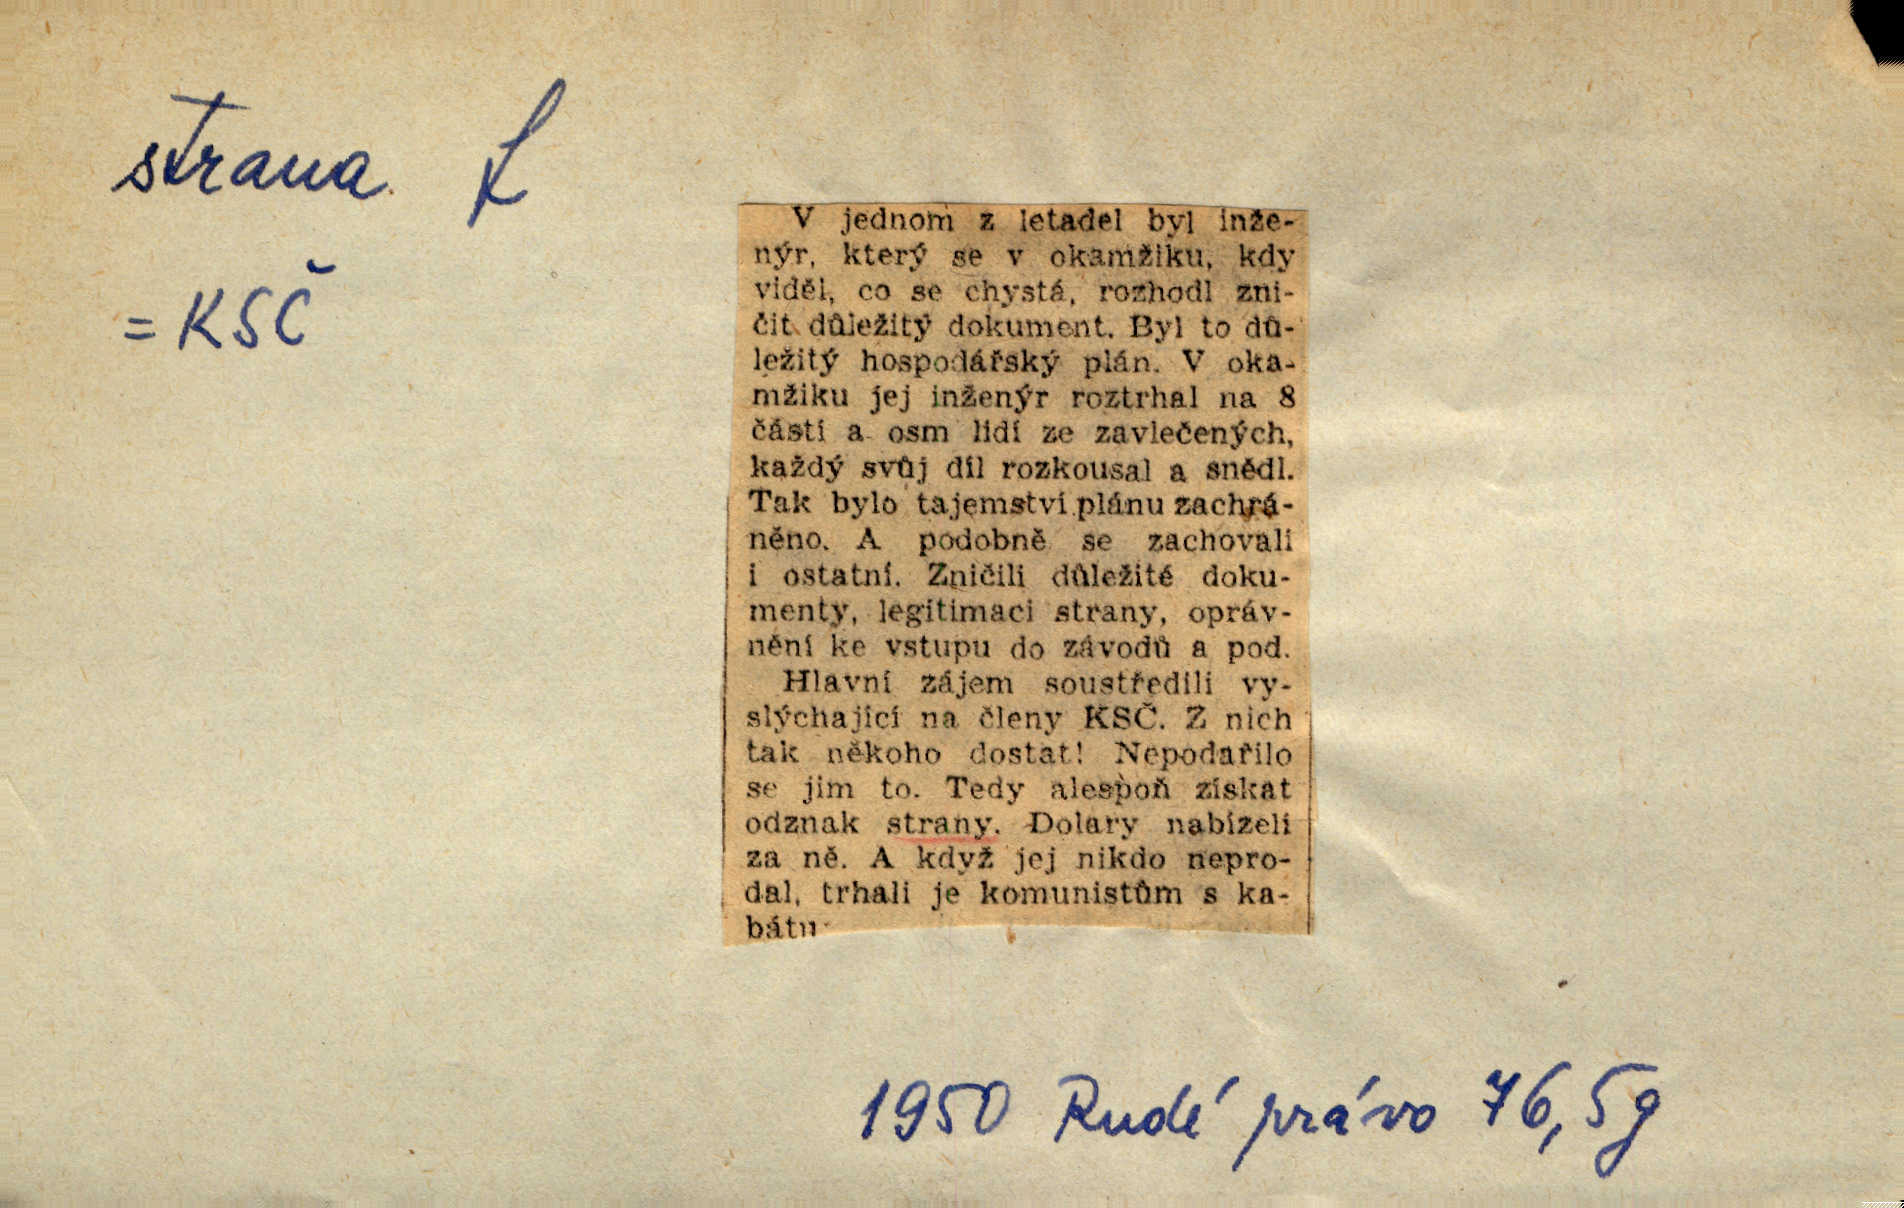 strana f
= KSČ
V jednom z letadel byl inže-
nýr, který se v okamžiku, kdy
viděl, co se chystá, rozhodl zni-
čit důležitý dokument. Byl to dů-
ležitý hospodářský plán. V oka-
mžiku jej inženýr roztrhal na 8
částí a osm lidí ze zavlečených,
každý svůj díl rozkousal a snědl.
Tak bylo tajemství plánu zachrá-
něno. A podobně se zachovali
i ostatní. Zničili důležité doku-
menty, legitimaci strany, opráv-
nění ke vstupu do závodů a pod.
Hlavní zájem soustředili vy-
slýchající na členy KSČ. Z nich
tak někoho dostat! Nepodařilo
se jim to. Tedy alespoň získat
odznak strany. Dolary nabízeli
za ně. A když jej nikdo nepro-
dal, trhali je komunistům s ka-
bátu
1950 Rudé právo 76, 5g